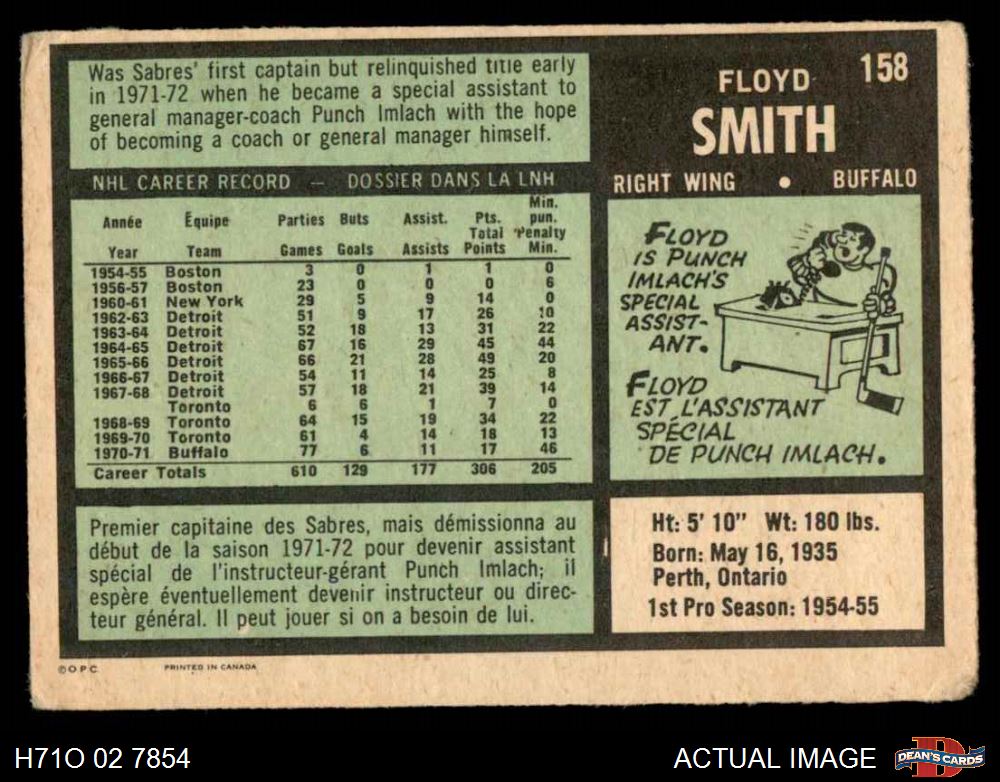 Was Sabres' first captain but relinquished title early
in 1971-72 when he became a special assistant to
general manager-coach Punch Imlach with the hope
of becoming a coach or general manager himself.
FLOYD 158
SMITH
RIGHT WING • BUFFALO
NHL CAREER RECORD — DOSSIER DANS LA LNH
Année Équipe Parties Buts Assist. Pts. Total Min. pun.
Year Team Games Goals Assists Points Penalty Min.
1954-55 Boston 3 0 1 1 0
1956-57 Boston 23 0 0 0 6
1960-61 New York 29 5 9 14 0
1962-63 Detroit 51 9 17 26 10
1963-64 Detroit 52 18 13 31 22
1964-65 Detroit 67 16 29 45 44
1965-66 Detroit 66 21 28 49 20
1966-67 Detroit 54 11 14 25 8
1967-68 Detroit 57 18 21 39 14
Toronto 6 6 1 7 0
1968-69 Toronto 64 15 19 34 22
1969-70 Toronto 61 4 14 18 13
1970-71 Buffalo 77 6 11 17 46
Career Totals 610 129 177 306 205
FLOYD
IS PUNCH
IMLACH'S
SPECIAL
ASSIST-
ANT.
FLOYD
EST L'ASSISTANT
SPÉCIAL
DE PUNCH IMLACH.
Premier capitaine des Sabres, mais démissionna au
début de la saison 1971-72 pour devenir assistant
spécial de l'instructeur-gérant Punch Imlach; il
espère éventuellement devenir instructeur ou direc-
teur général. Il peut jouer si on a besoin de lui.
Ht: 5' 10" Wt: 180 lbs.
Born: May 16, 1935
Perth, Ontario
1st Pro Season: 1954-55
© O.P.C. PRINTED IN CANADA
H71O 02 7854
ACTUAL IMAGE
D
DEAN'S CARDS